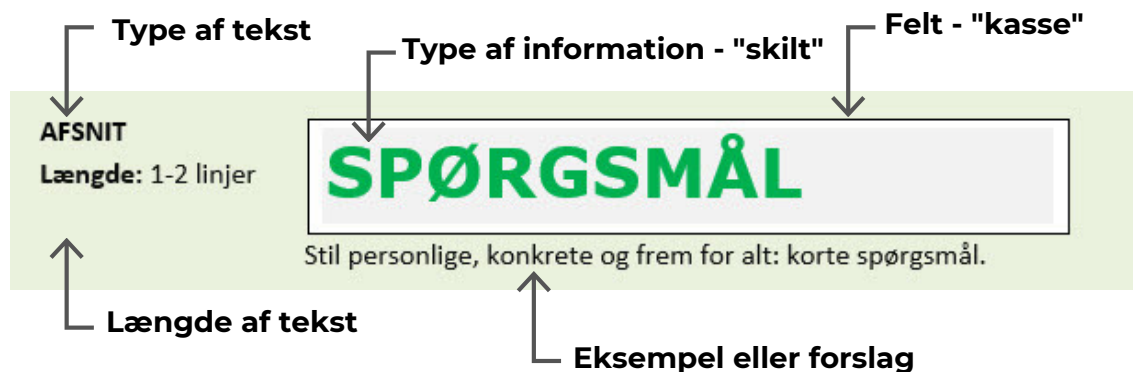 Type af tekst
Type af information - "skilt"
Felt - "kasse"
AFSNIT
Længde: 1-2 linjer
SPØRGSMÅL
Stil personlige, konkrete og frem for alt: korte spørgsmål.
Længde af tekst
Eksempel eller forslag